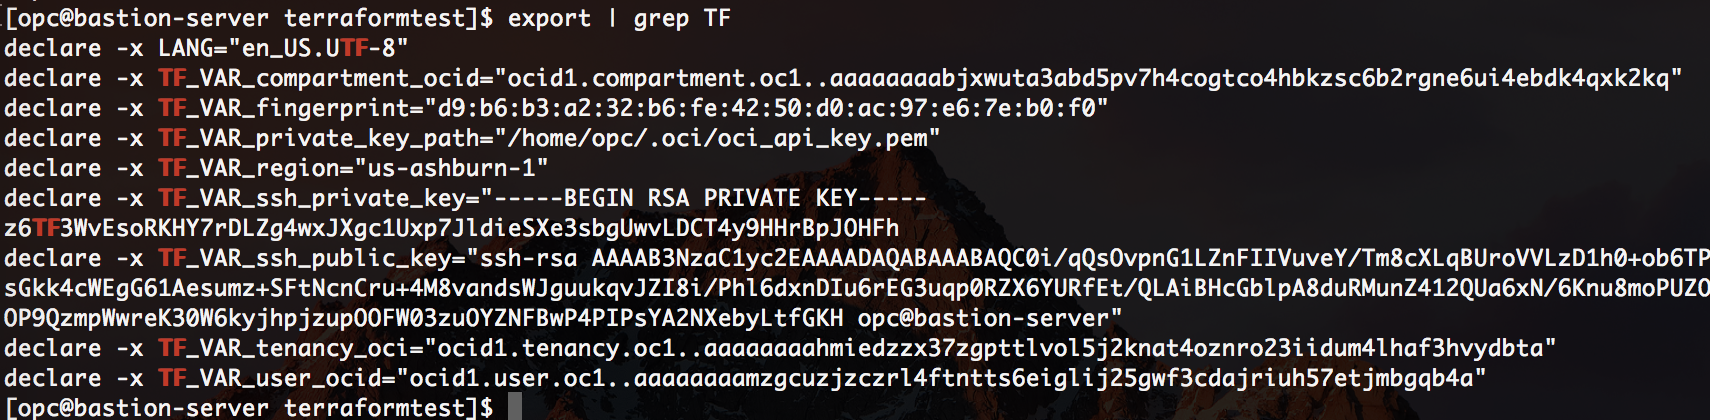 [opc@bastion-server terraformtest]$ export | grep TF
declare -x LANG="en_US.UTF-8"
declare -x TF_VAR_compartment_ocid="ocid1.compartment.oc1..aaaaaaaabjxwuta3abd5pv7h4cogtco4hbkzsc6b2rgne6ui4ebdk4qxk2kq"
declare -x TF_VAR_fingerprint="d9:b6:b3:a2:32:b6:fe:42:50:d0:ac:97:e6:7e:b0:f0"
declare -x TF_VAR_private_key_path="/home/opc/.oci/oci_api_key.pem"
declare -x TF_VAR_region="us-ashburn-1"
declare -x TF_VAR_ssh_private_key="-----BEGIN RSA PRIVATE KEY-----
z6TF3WvEsoRKHY7rDLZg4wxJXgc1Uxp7JldieSXe3sbgUwvLDCT4y9HHrBpJOHFh
declare -x TF_VAR_ssh_public_key="ssh-rsa AAAAB3NzaC1yc2EAAAADAQABAAABAQC0i/qQsOvpnG1LZnFIIVuveY/Tm8cXLqBUroVVLzD1h0+ob6TP
sGkk4cWEgG61Aesumz+SFtNcnCru+4M8vandsWJguukqvJZI8i/Phl6dxnDIu6rEG3uqp0RZX6YURfEt/QLAiBHcGblpA8duRMunZ412QUa6xN/6Knu8moPUZO
OP9QzmpWwreK30W6kyjhpjzupOOFW03zuOYZNFBwP4PIPsYA2NXebyLtfGKH opc@bastion-server"
declare -x TF_VAR_tenancy_oci="ocid1.tenancy.oc1..aaaaaaaahmiedzzx37zgpttlvol5j2knat4oznro23iidum4lhaf3hvydbta"
declare -x TF_VAR_user_ocid="ocid1.user.oc1..aaaaaaaamzgcuzjzczrl4ftntts6eiglij25gwf3cdajriuh57etjmbgqb4a"
[opc@bastion-server terraformtest]$